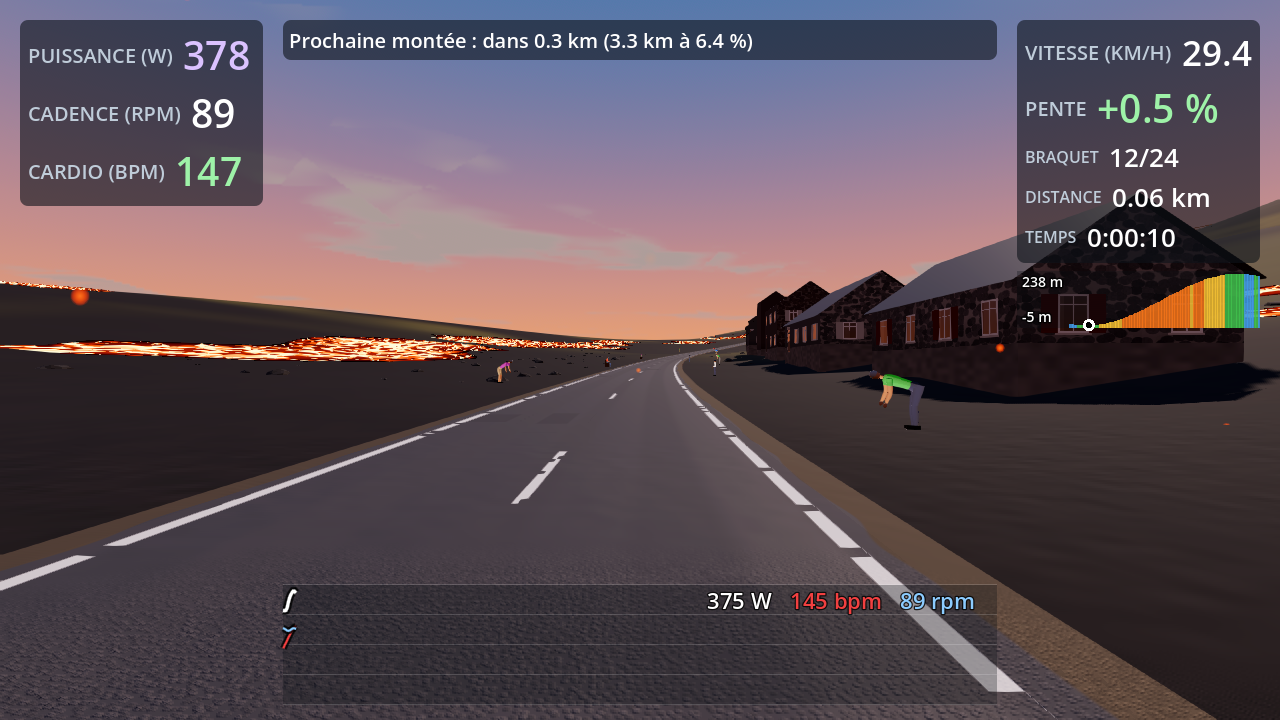 PUISSANCE (W) 378
CADENCE (RPM) 89
CARDIO (BPM) 147
Prochaine montée : dans 0.3 km (3.3 km à 6.4 %)
VITESSE (KM/H) 29.4
PENTE +0.5 %
BRAQUET 12/24
DISTANCE 0.06 km
TEMPS 0:00:10
238 m
-5 m
375 W 145 bpm 89 rpm